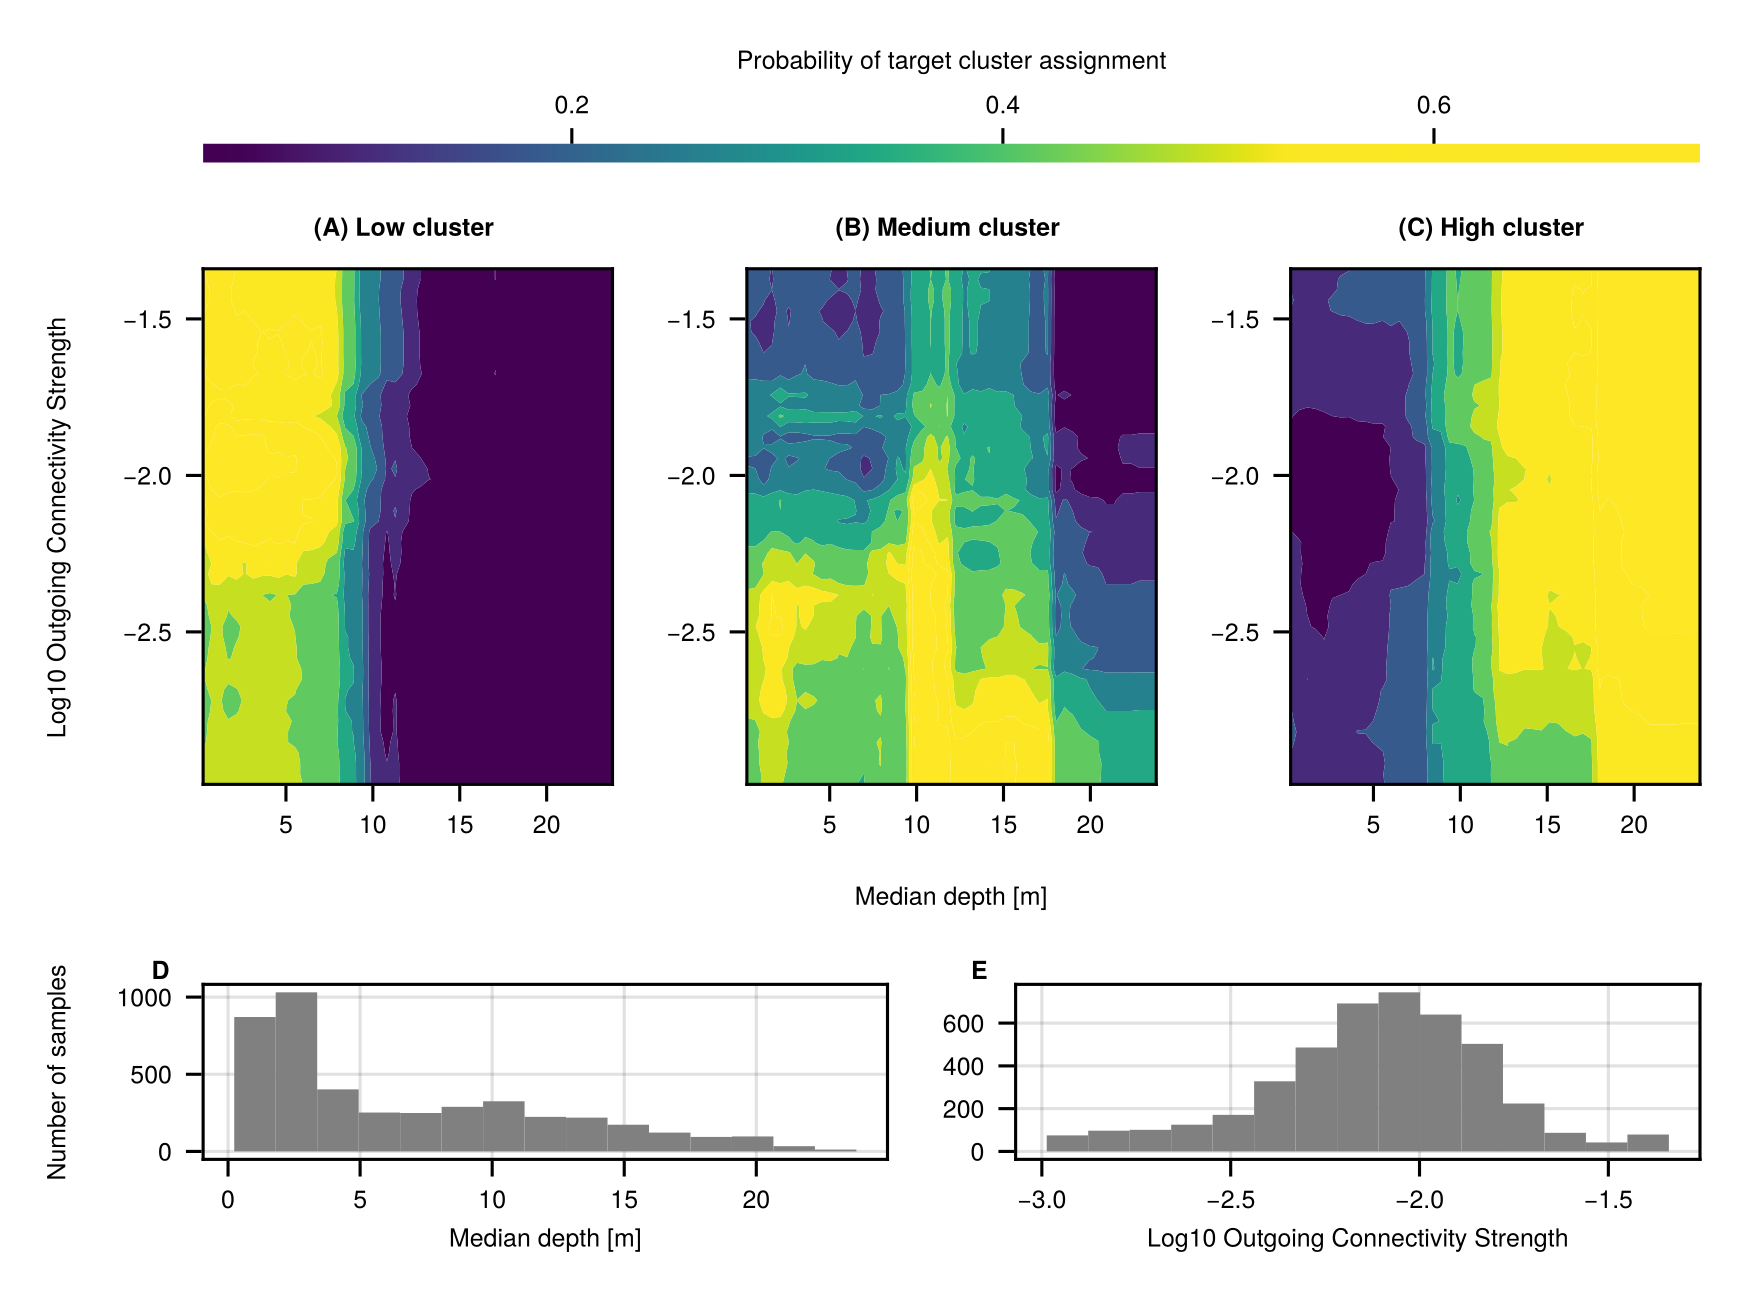 Probability of target cluster assignment
0.2 0.4 0.6
(A) Low cluster (B) Medium cluster (C) High cluster
Log10 Outgoing Connectivity Strength
−1.5 −1.5 −1.5
−2.0 −2.0 −2.0
−2.5 −2.5 −2.5
5 10 15 20 5 10 15 20 5 10 15 20
Median depth [m]
D E
Number of samples
1000
500
0
600
400
200
0
0 5 10 15 20
−3.0 −2.5 −2.0 −1.5
Median depth [m] Log10 Outgoing Connectivity Strength